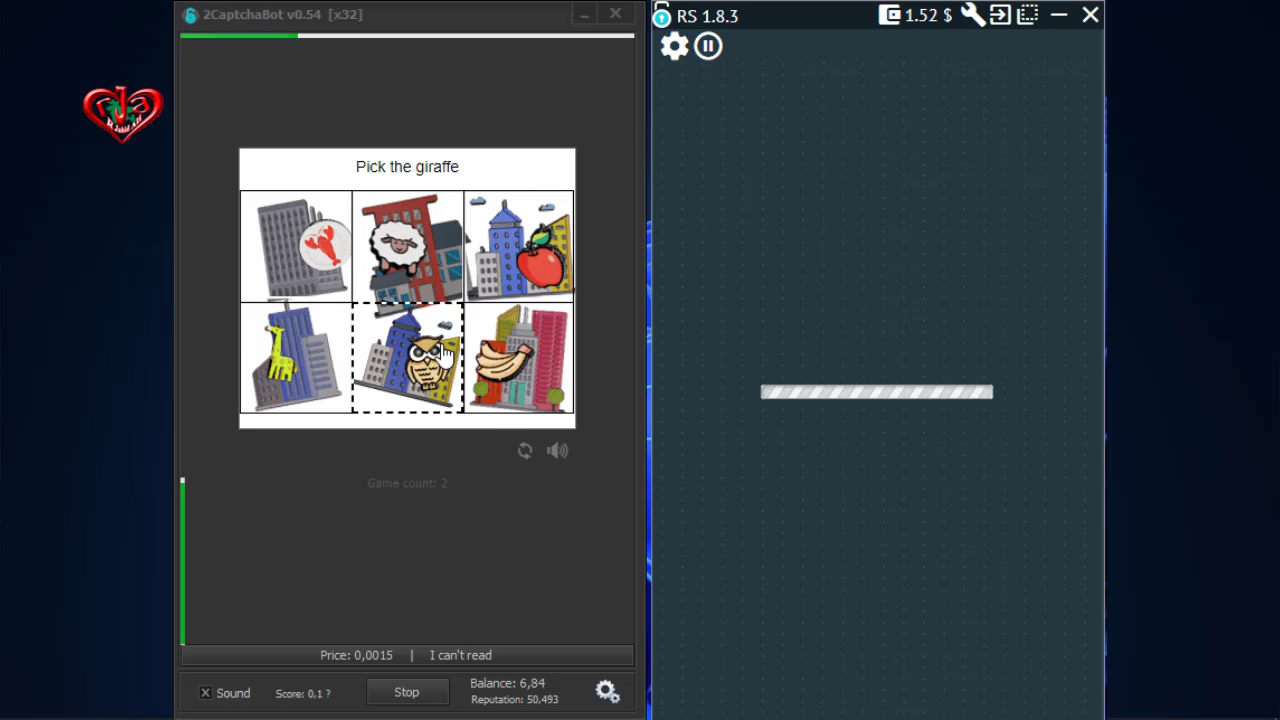 2CaptchaBot v0.54 [x32]
RS 1.8.3
1.52 $
Pick the giraffe
Game count: 2
Price: 0,0015 | I can't read
Sound
Score: 0,1 ?
Stop
Balance: 6,84
Reputation: 50,493